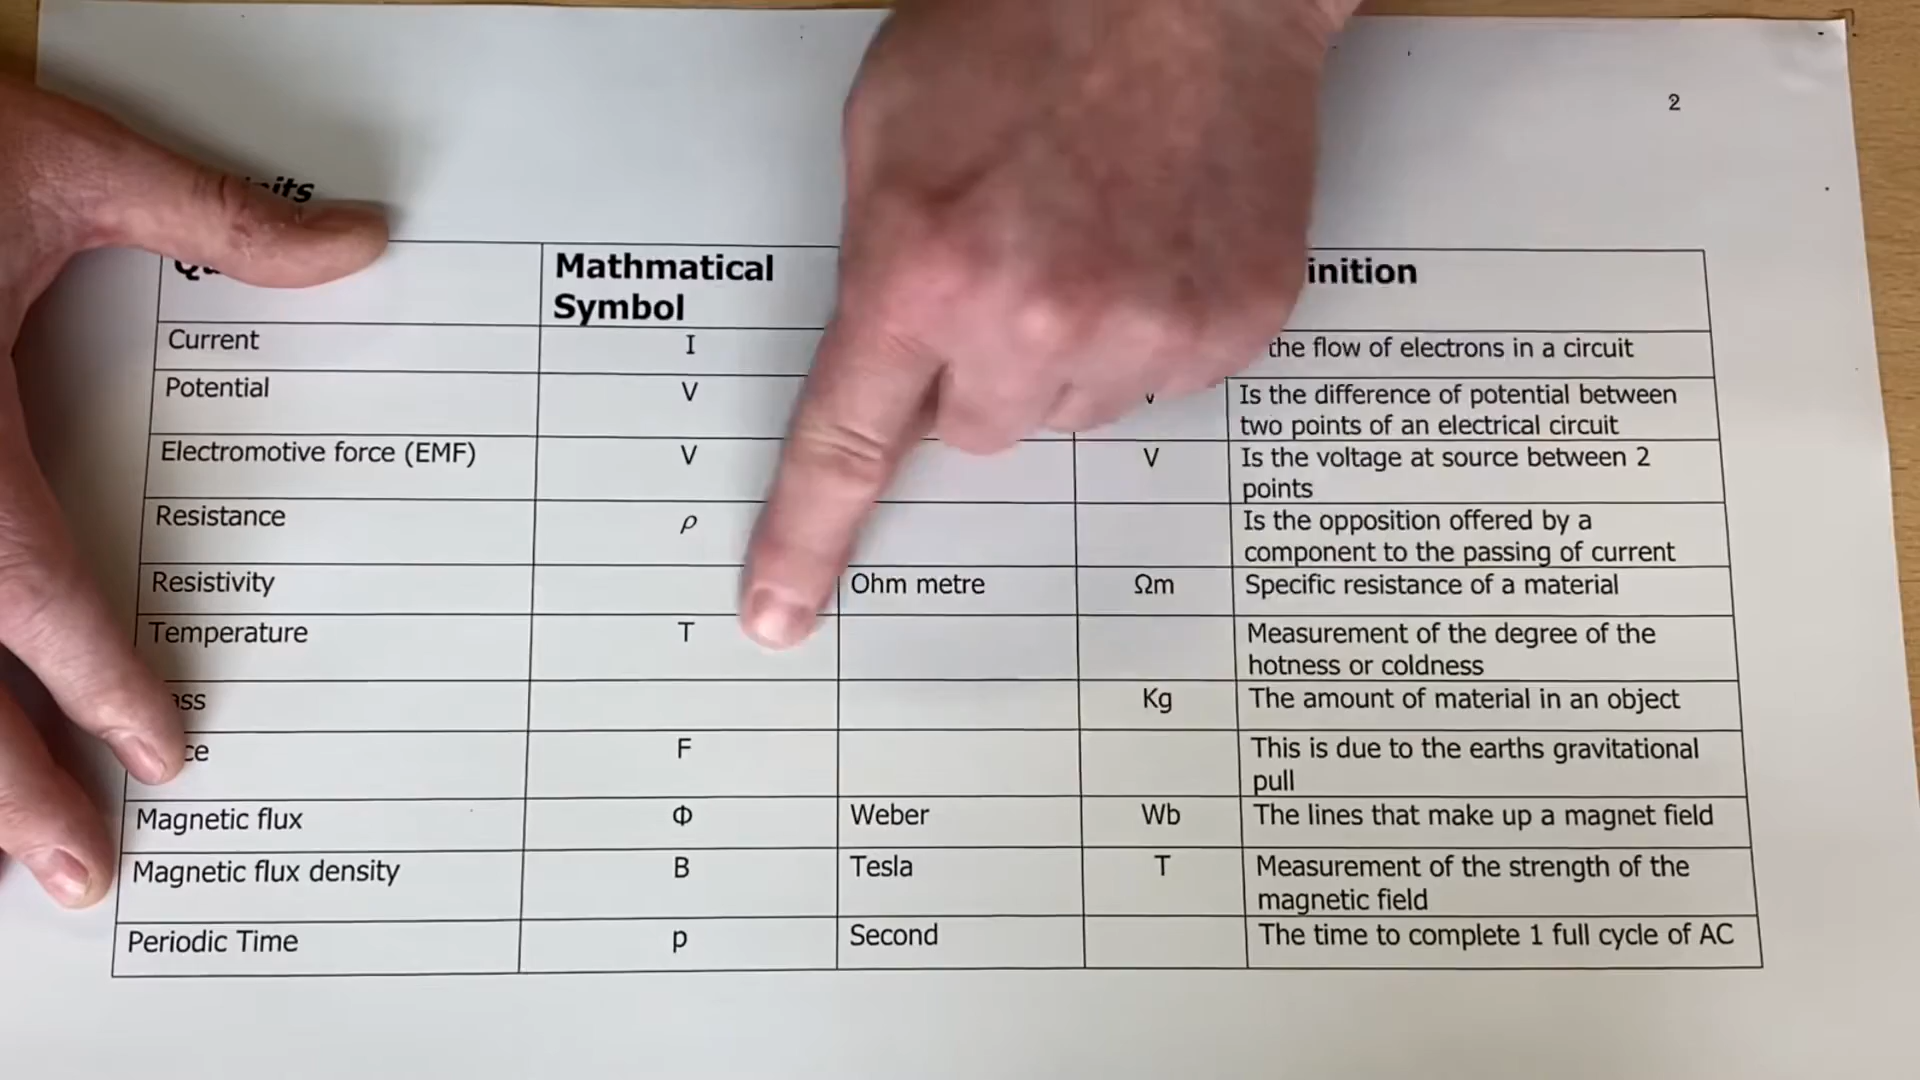 2
Mathmatical
Symbol
Current I the flow of electrons in a circuit
Potential V V Is the difference of potential between
two points of an electrical circuit
Electromotive force (EMF) V V Is the voltage at source between 2
points
Resistance ρ Is the opposition offered by a
component to the passing of current
Resistivity Ohm metre Ωm Specific resistance of a material
Temperature T Measurement of the degree of the
hotness or coldness
Kg The amount of material in an object
F This is due to the earths gravitational
pull
Magnetic flux Φ Weber Wb The lines that make up a magnet field
Magnetic flux density B Tesla T Measurement of the strength of the
magnetic field
Periodic Time p Second The time to complete 1 full cycle of AC